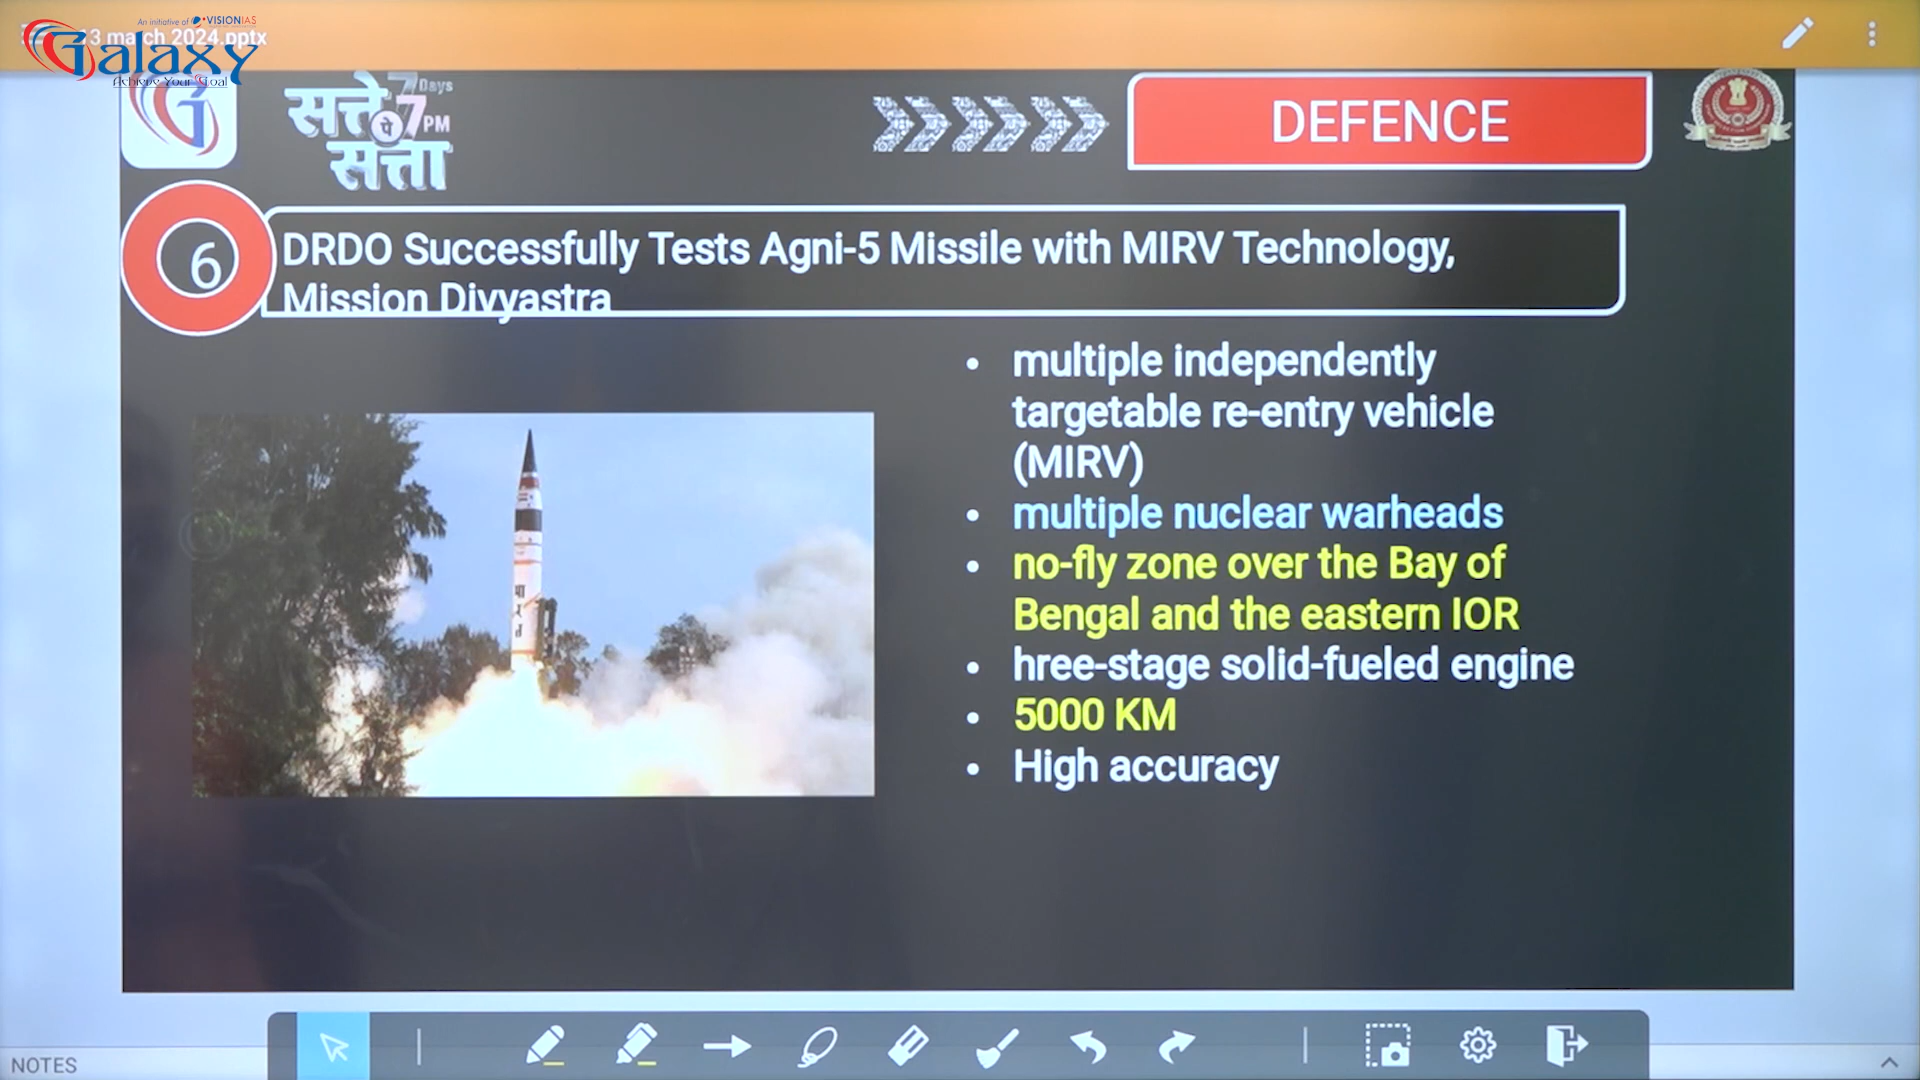 An initiative of VISIONIAS
Galaxy
Achieve Your Goal
3 march 2024.pptx
सत्ते पे सत्ता
7 Days
7 PM
DEFENCE
6
DRDO Successfully Tests Agni-5 Missile with MIRV Technology,
Mission Divyastra
• multiple independently
targetable re-entry vehicle
(MIRV)
• multiple nuclear warheads
• no-fly zone over the Bay of
Bengal and the eastern IOR
• hree-stage solid-fueled engine
• 5000 KM
• High accuracy
NOTES